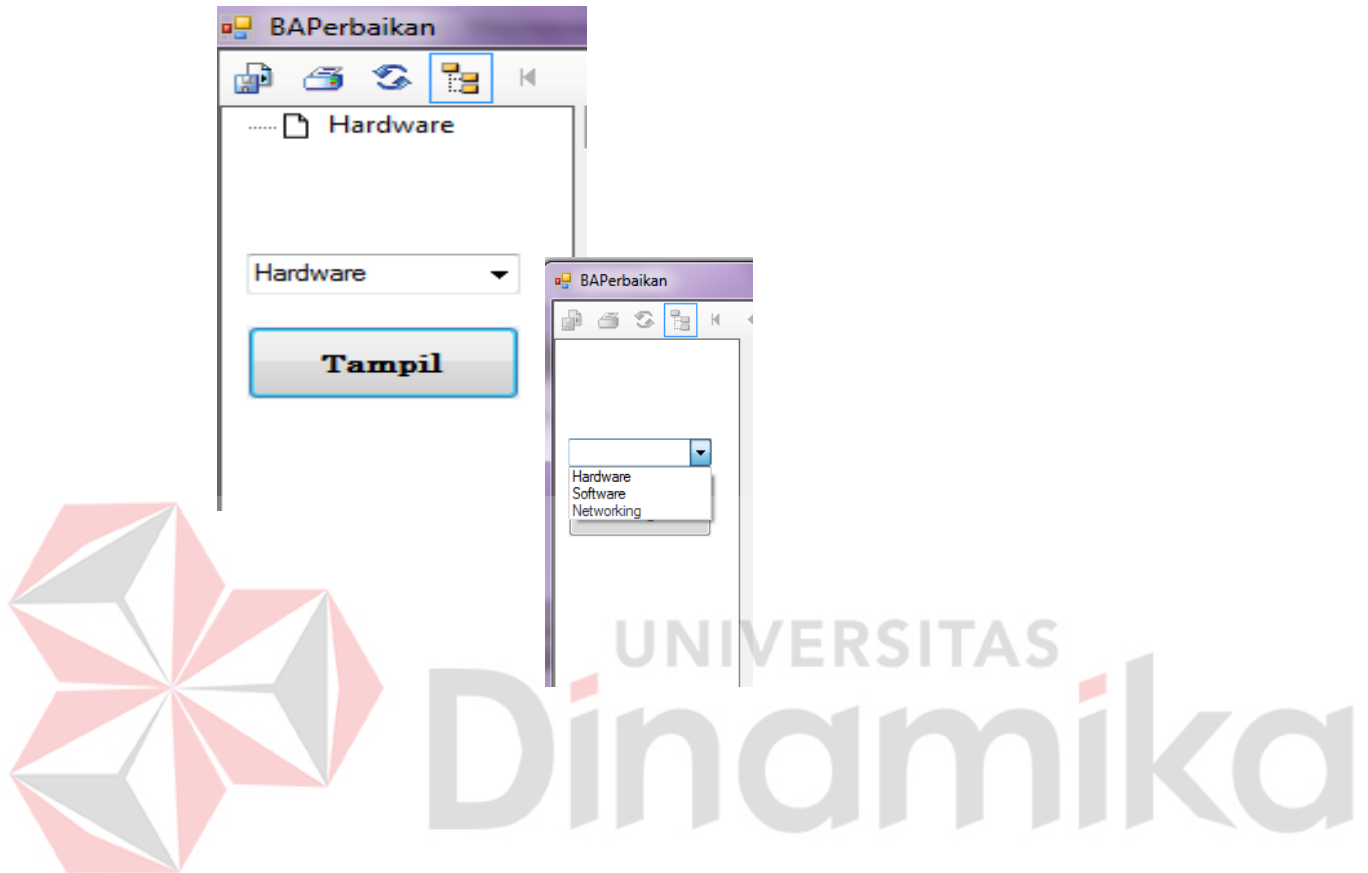 BAPerbaikan
Hardware
Hardware
Tampil
BAPerbaikan
Hardware
Software
Networking
UNIVERSITAS
Dinamika